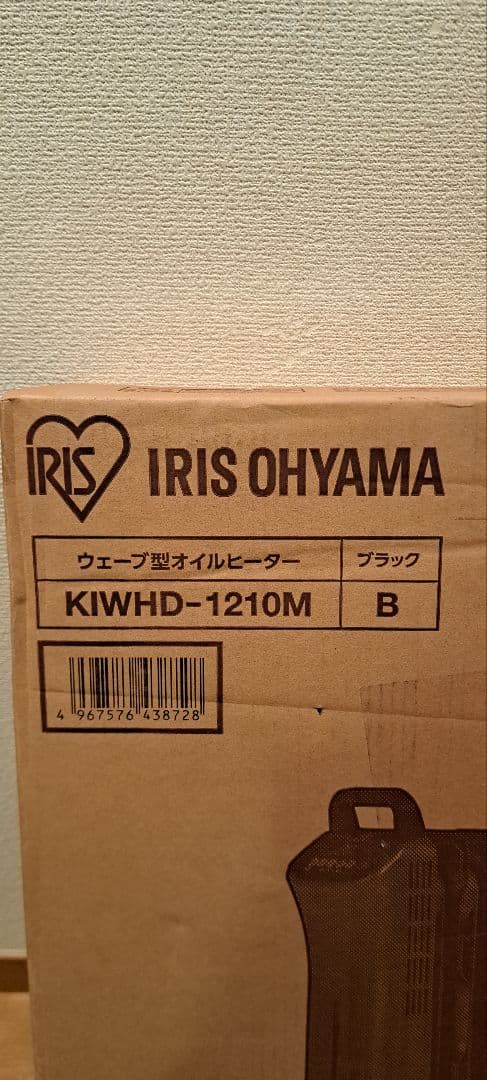 IRIS
IRIS OHYAMA
ウェーブ型オイルヒーター ブラック
KIWHD-1210M B
4 967576 438728